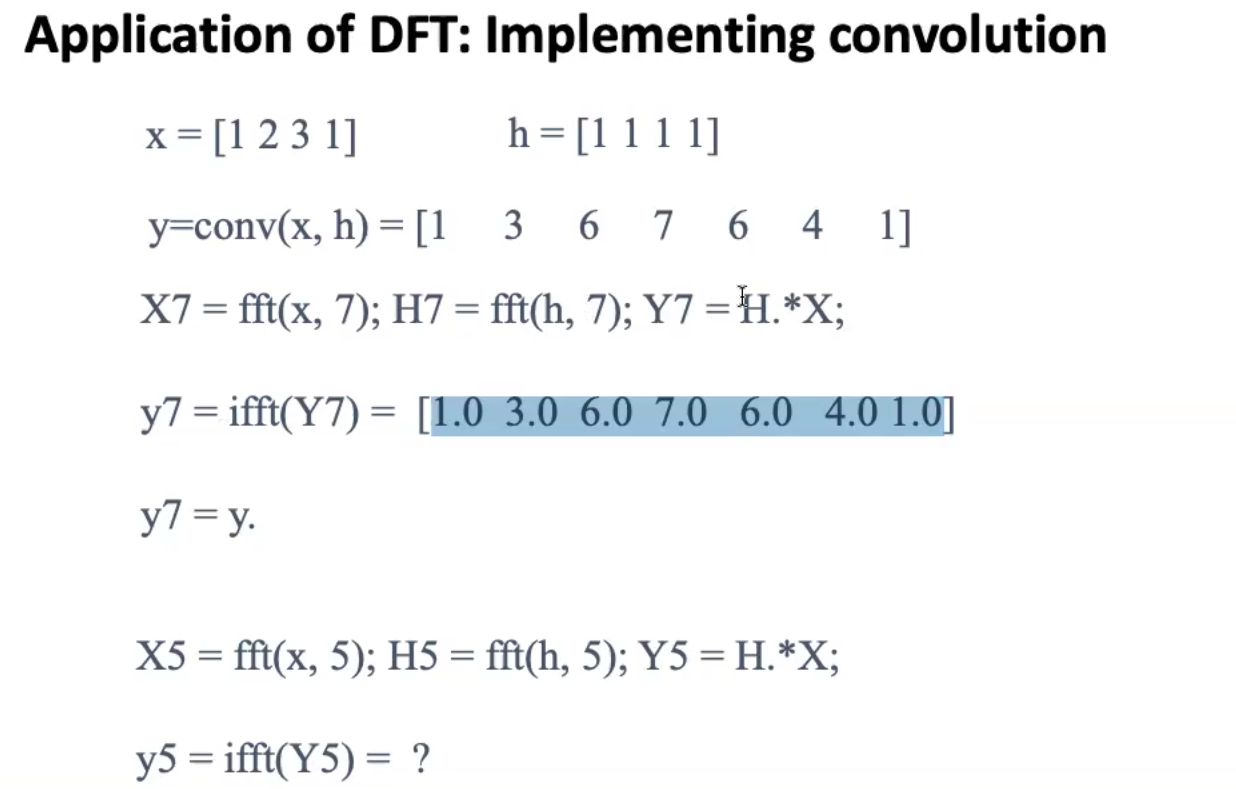 Application of DFT: Implementing convolution
x = [1 2 3 1] h = [1 1 1 1]
y=conv(x, h) = [1 3 6 7 6 4 1]
X7 = fft(x, 7); H7 = fft(h, 7); Y7 = H.*X;
y7 = ifft(Y7) = [1.0 3.0 6.0 7.0 6.0 4.0 1.0]
y7 = y.
X5 = fft(x, 5); H5 = fft(h, 5); Y5 = H.*X;
y5 = ifft(Y5) = ?